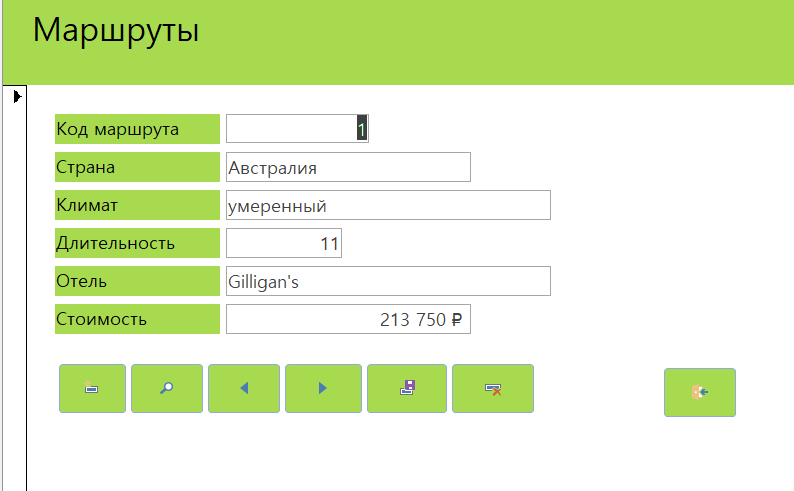 Маршруты
Код маршрута 1
Страна Австралия
Климат умеренный
Длительность 11
Отель Gilligan's
Стоимость 213 750 ₽